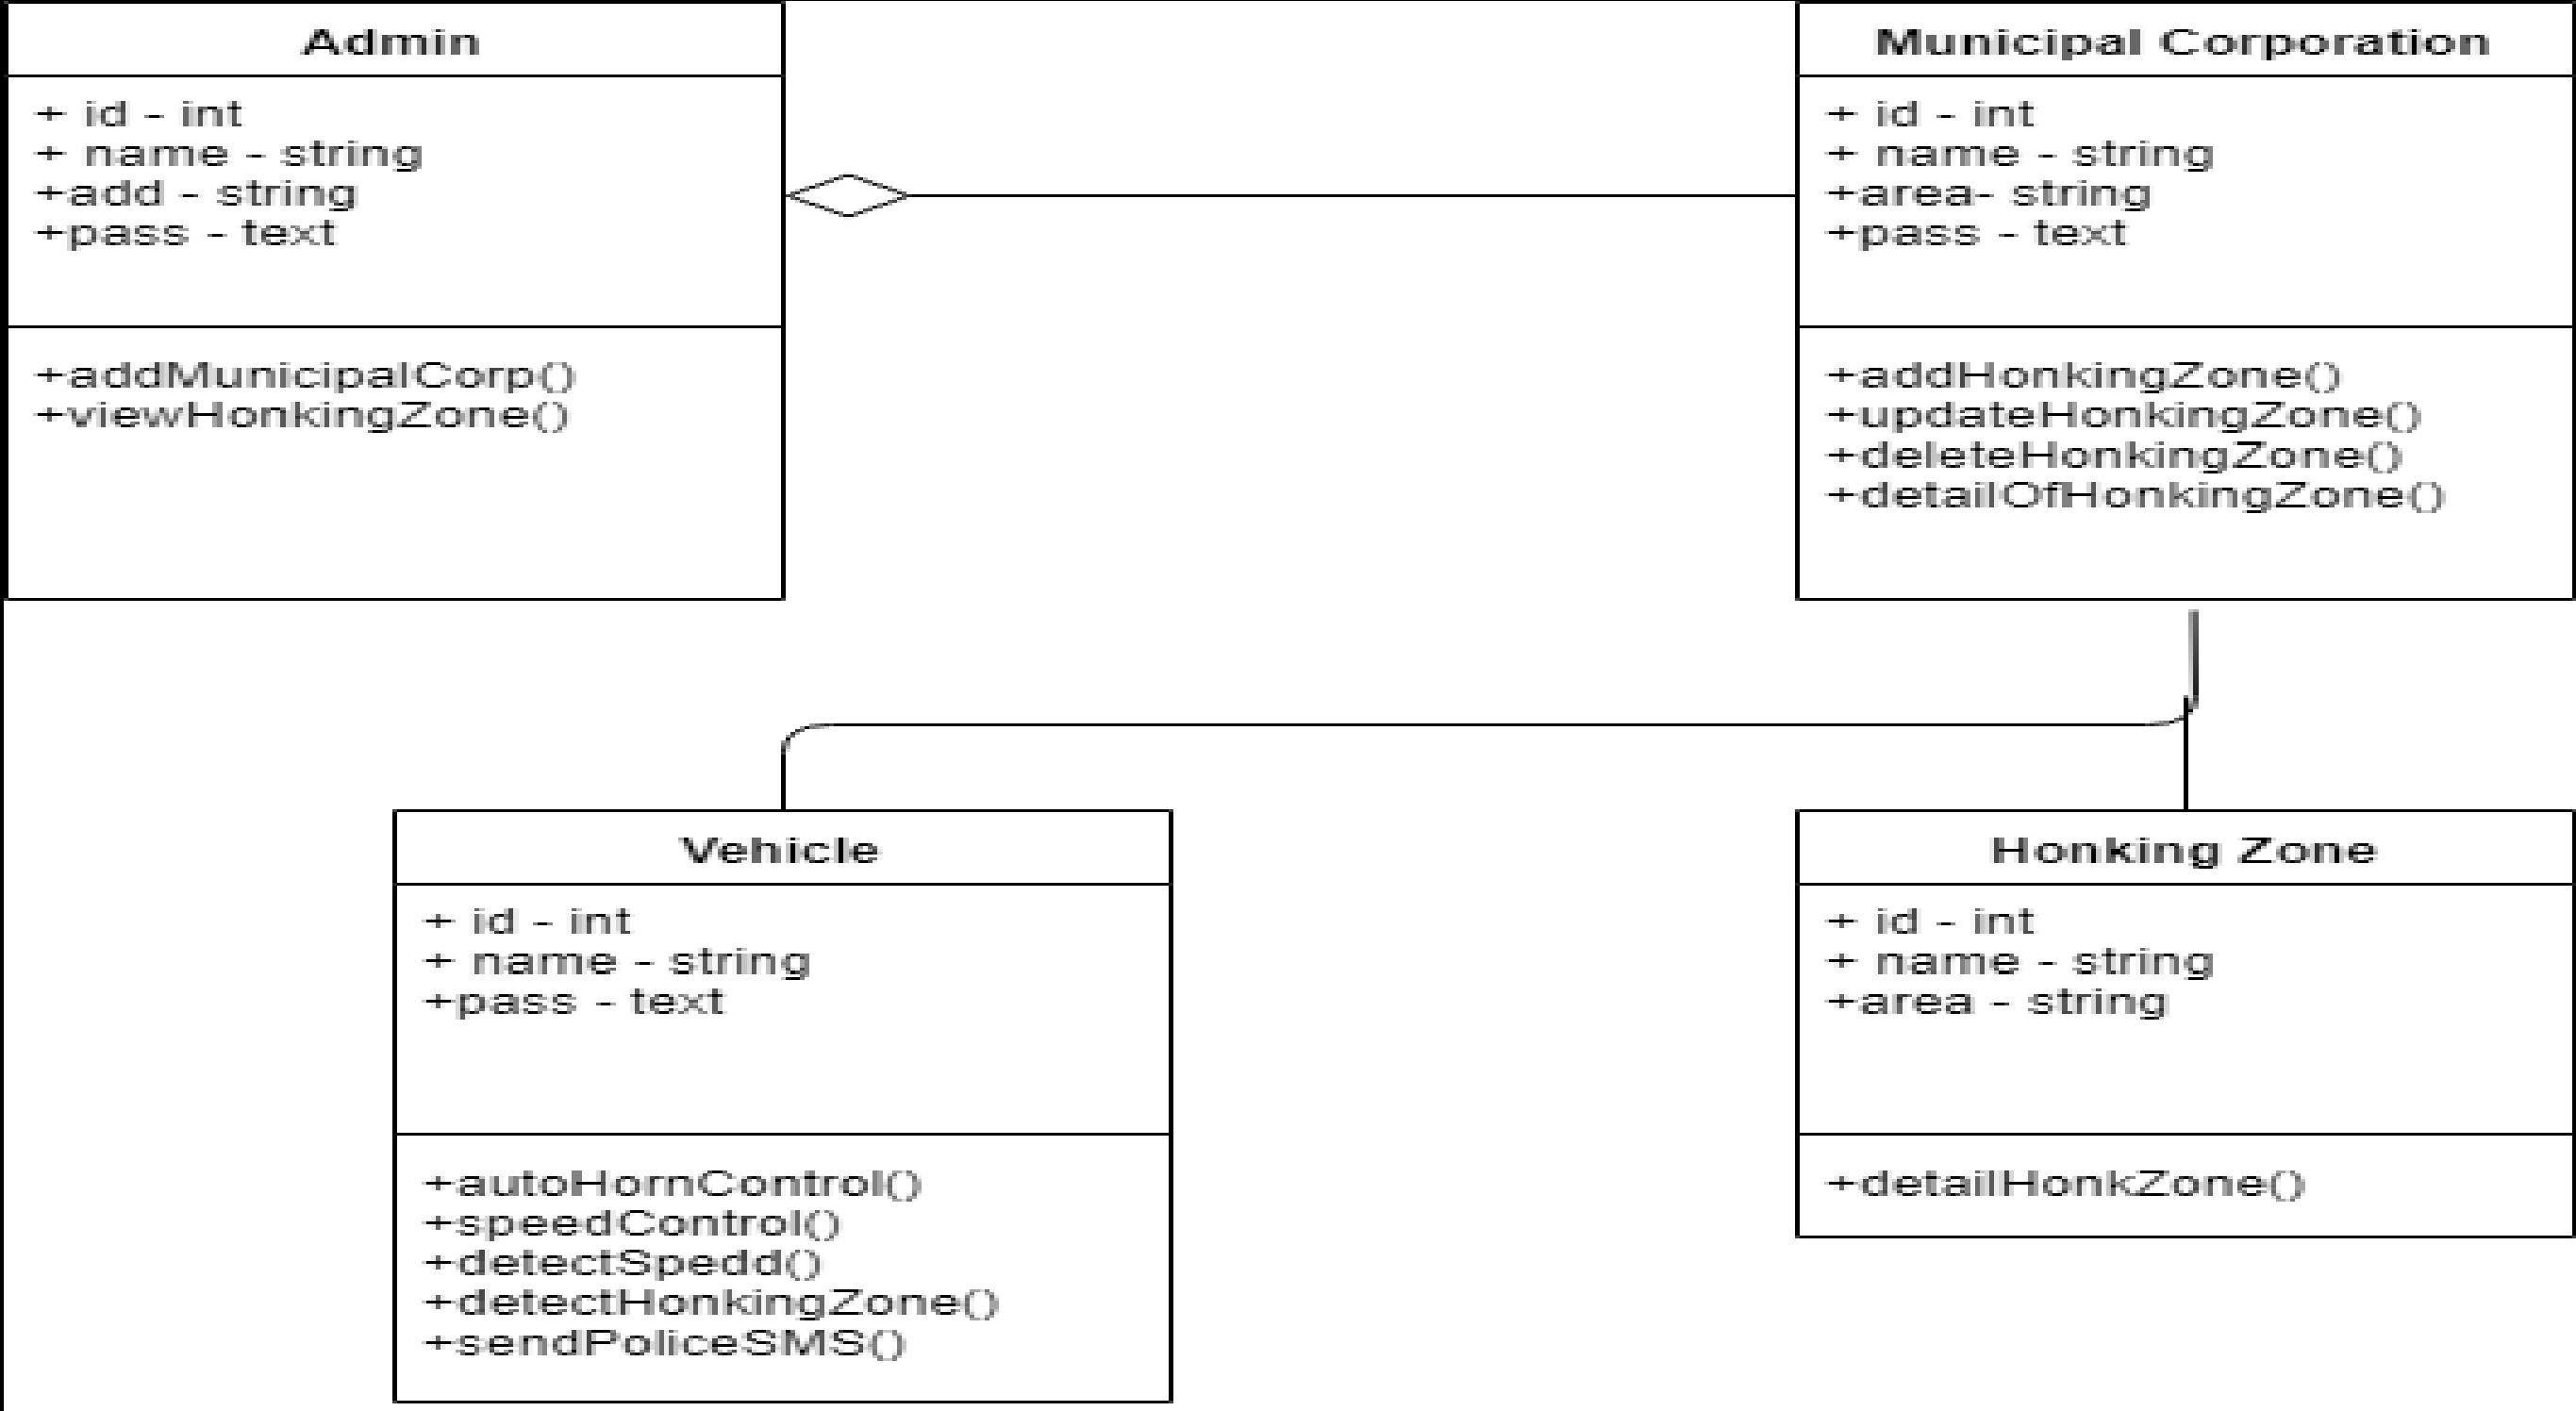 Admin
+ id - int
+ name - string
+add - string
+pass - text
+addMunicipalCorp()
+viewHonkingZone()
Municipal Corporation
+ id - int
+ name - string
+area- string
+pass - text
+addHonkingZone()
+updateHonkingZone()
+deleteHonkingZone()
+detailOfHonkingZone()
Vehicle
+ id - int
+ name - string
+pass - text
+autoHornControl()
+speedControl()
+detectSpedd()
+detectHonkingZone()
+sendPoliceSMS()
Honking Zone
+ id - int
+ name - string
+area - string
+detailHonkZone()